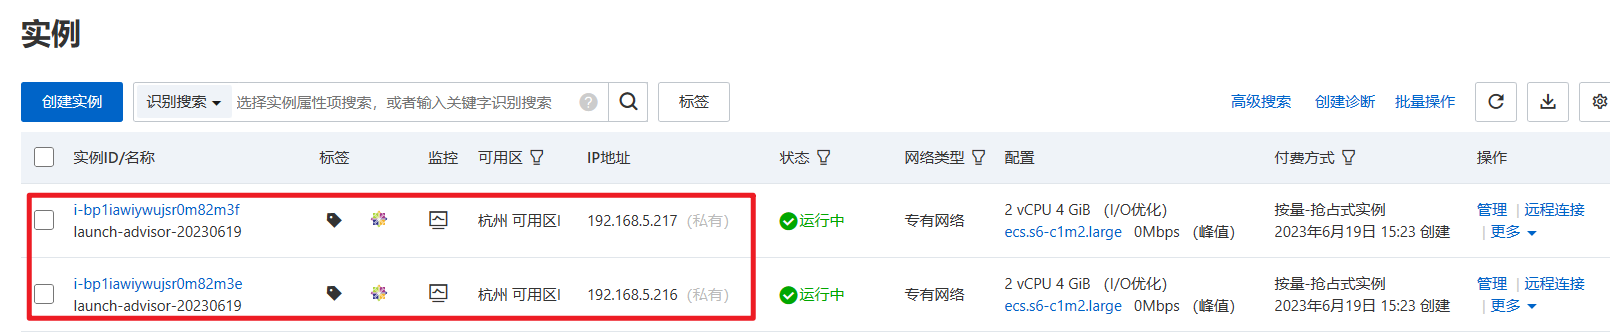 实例
创建实例 识别搜索 选择实例属性项搜索，或者输入关键字识别搜索 ? 标签 高级搜索 创建诊断 批量操作
实例ID/名称 标签 监控 可用区 IP地址 状态 网络类型 配置 付费方式 操作
i-bp1iawiywujsr0m82m3f 2 vCPU 4 GiB (I/O优化) 按量-抢占式实例 管理 | 远程连接
杭州 可用区I 192.168.5.217 (私有) 运行中 专有网络
launch-advisor-20230619 ecs.s6-c1m2.large 0Mbps (峰值) 2023年6月19日 15:23 创建 | 更多
i-bp1iawiywujsr0m82m3e 2 vCPU 4 GiB (I/O优化) 按量-抢占式实例 管理 | 远程连接
杭州 可用区I 192.168.5.216 (私有) 运行中 专有网络
launch-advisor-20230619 ecs.s6-c1m2.large 0Mbps (峰值) 2023年6月19日 15:23 创建 | 更多